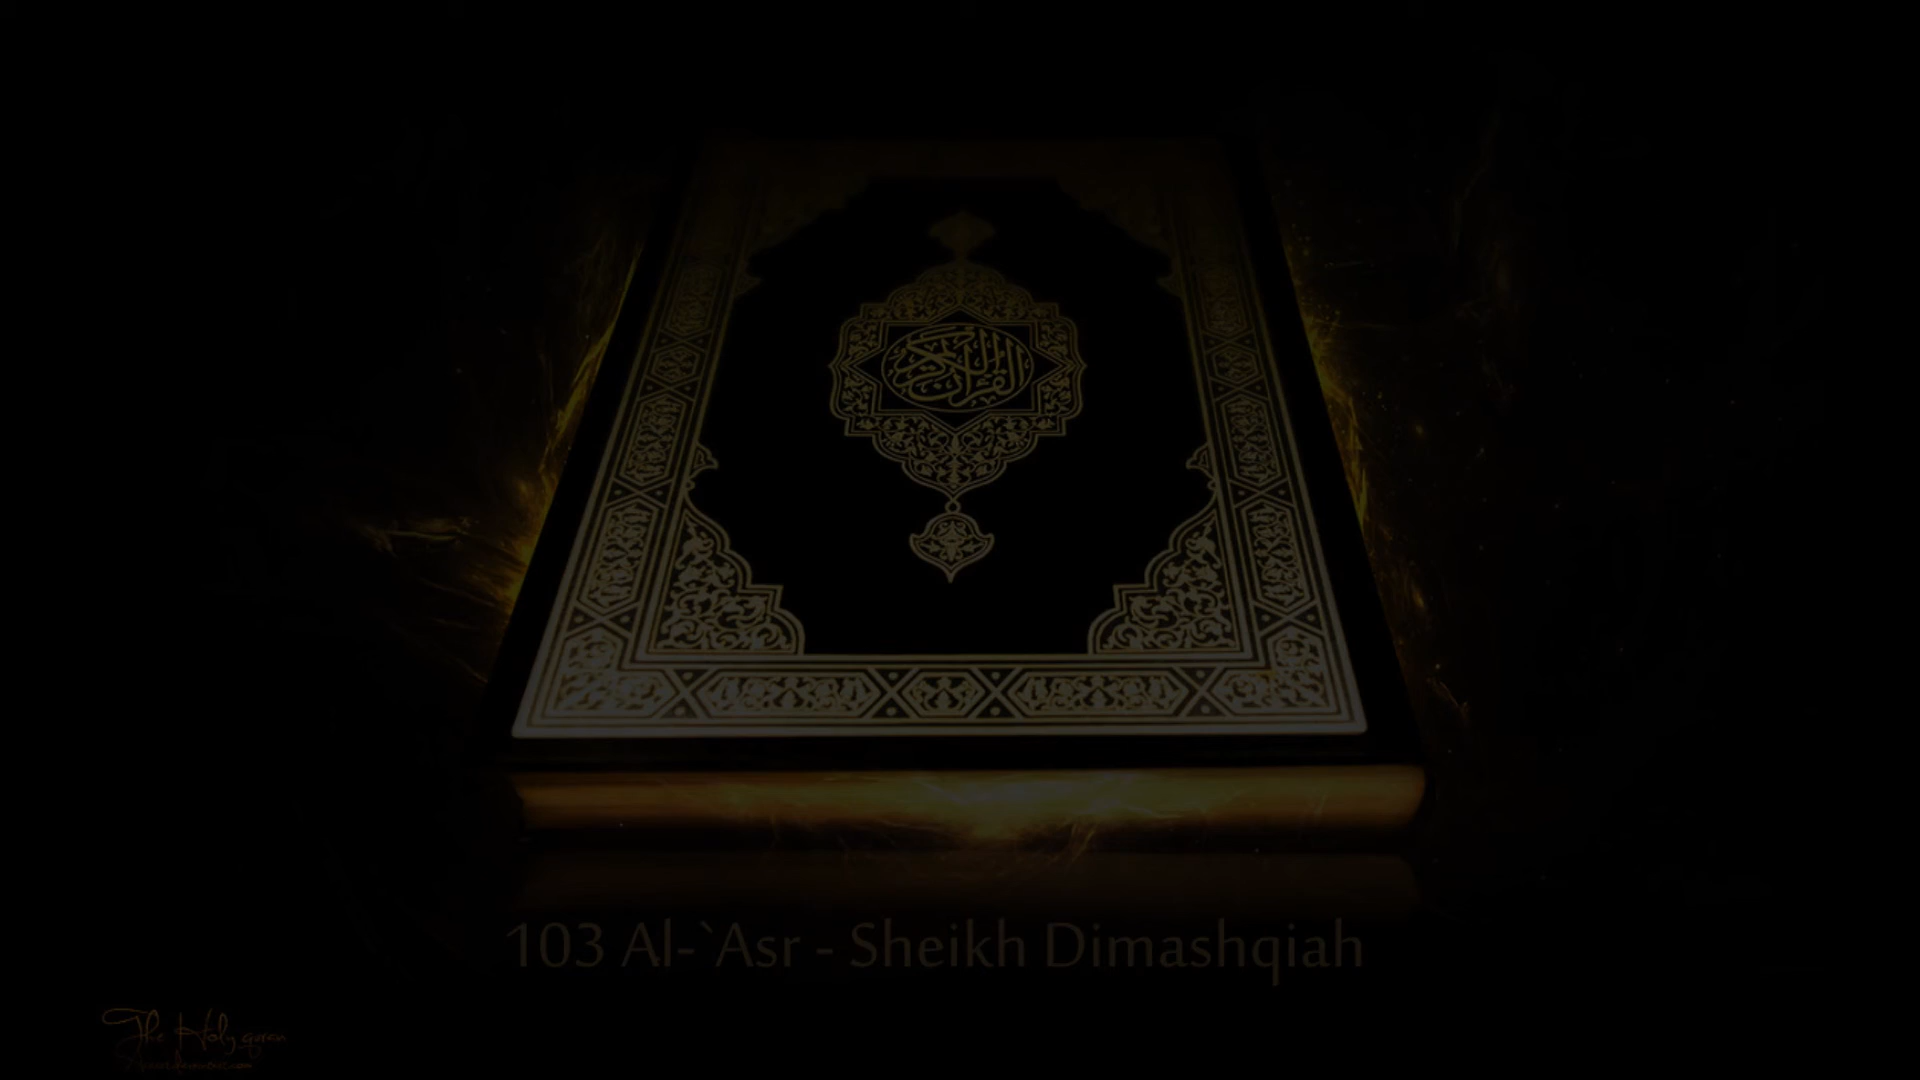 القرآن الكريم
103 Al-`Asr - Sheikh Dimashqiah
The Holy quran